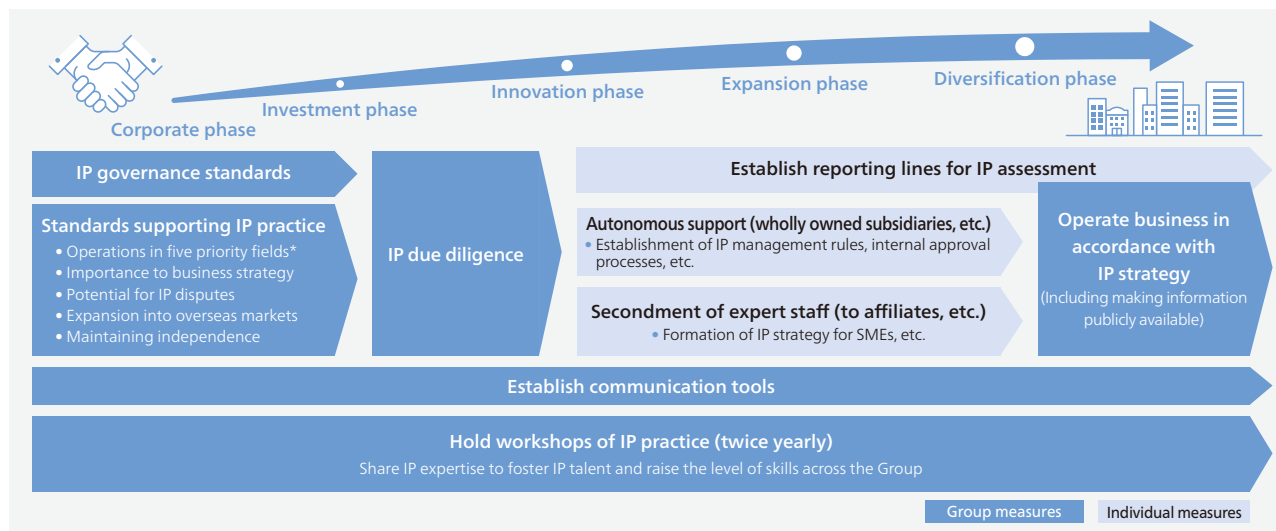 Corporate phase
Investment phase
Innovation phase
Expansion phase
Diversification phase
IP governance standards
Standards supporting IP practice
• Operations in five priority fields*
• Importance to business strategy
• Potential for IP disputes
• Expansion into overseas markets
• Maintaining independence
IP due diligence
Establish reporting lines for IP assessment
Autonomous support (wholly owned subsidiaries, etc.)
• Establishment of IP management rules, internal approval
processes, etc.
Secondment of expert staff (to affiliates, etc.)
• Formation of IP strategy for SMEs, etc.
Operate business in
accordance with
IP strategy
(Including making information
publicly available)
Establish communication tools
Hold workshops of IP practice (twice yearly)
Share IP expertise to foster IP talent and raise the level of skills across the Group
Group measures
Individual measures